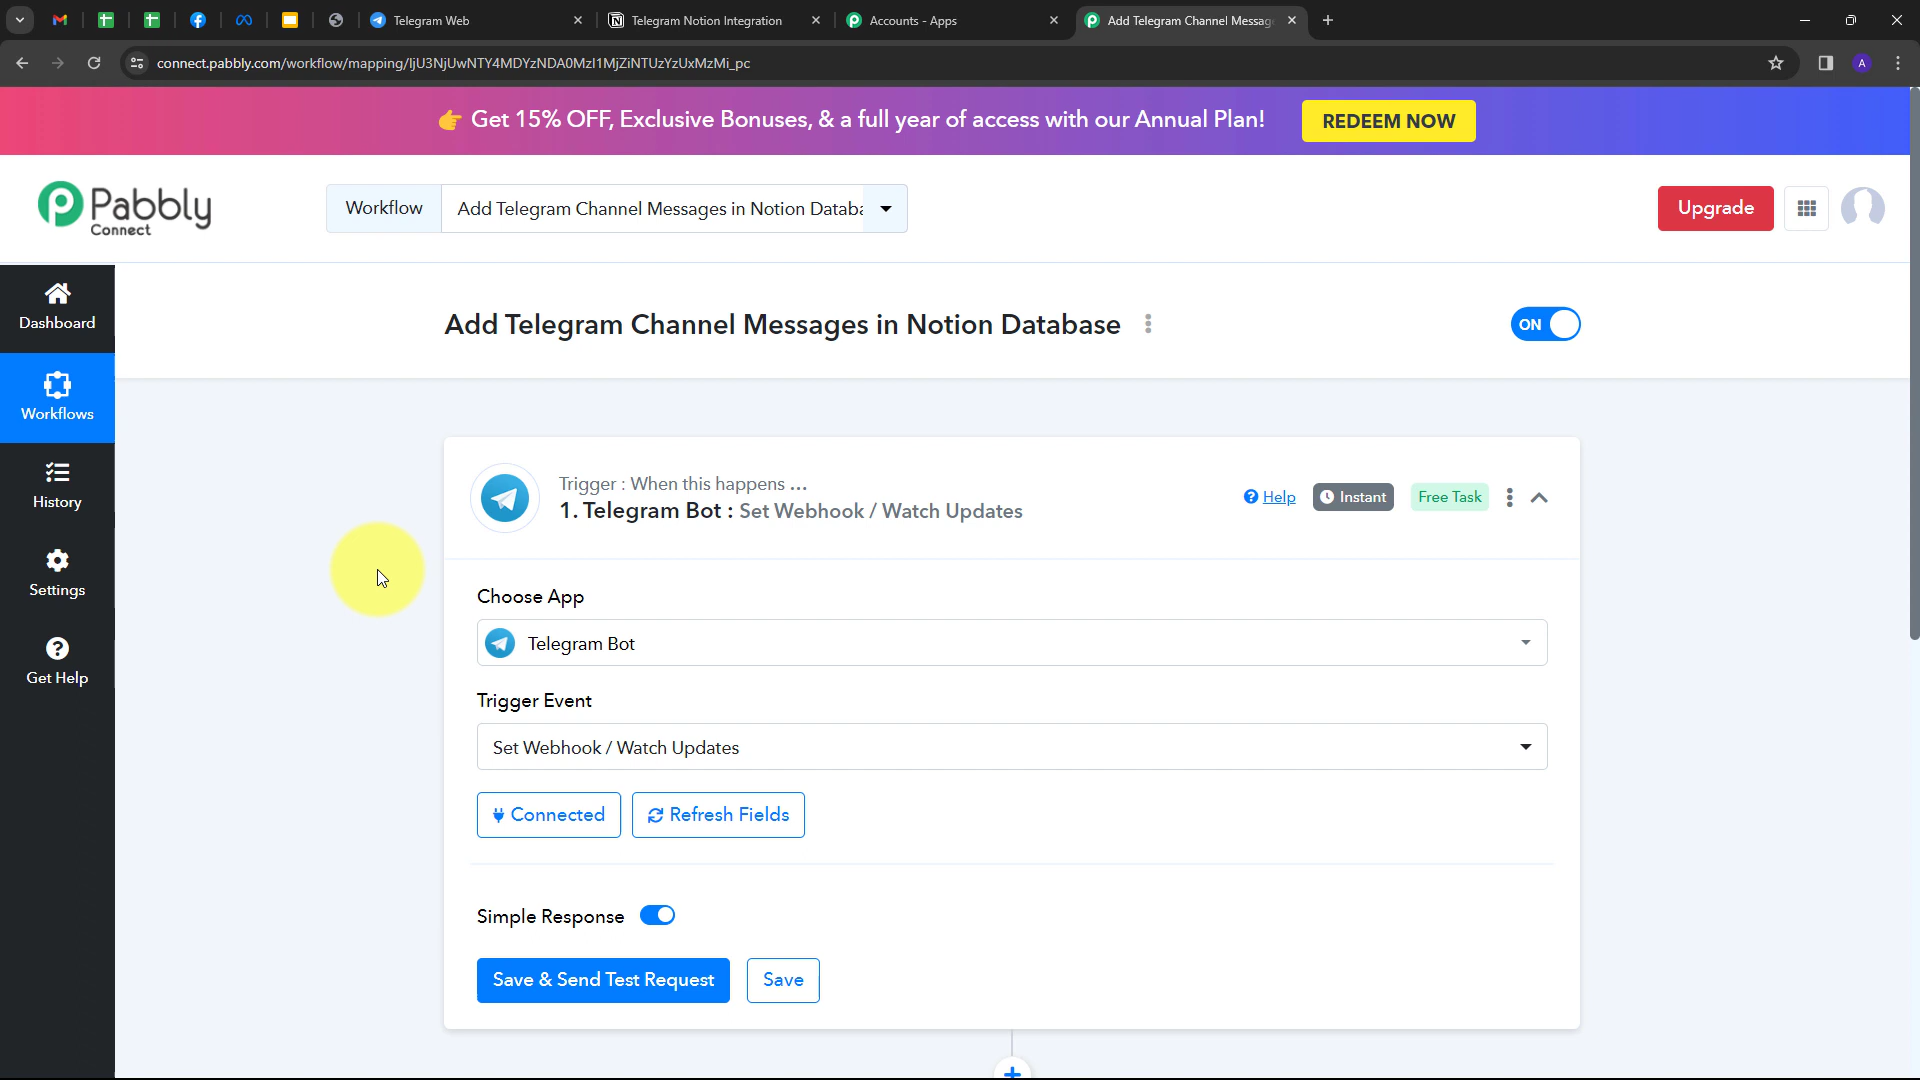 Telegram Web
Telegram Notion Integration
Accounts - Apps
Add Telegram Channel Messag
connect.pabbly.com/workflow/mapping/IjU3NjUwNTY4MDYzNDA0MzI1MjZiNTUzYzUxMzMi_pc
A
Get 15% OFF, Exclusive Bonuses, & a full year of access with our Annual Plan!
REDEEM NOW
Pabbly
Connect
Workflow
Add Telegram Channel Messages in Notion Databa
Upgrade
Dashboard
Workflows
History
Settings
Get Help
Add Telegram Channel Messages in Notion Database
ON
Trigger : When this happens ...
1. Telegram Bot : Set Webhook / Watch Updates
Help
Instant
Free Task
Choose App
Telegram Bot
Trigger Event
Set Webhook / Watch Updates
Connected
Refresh Fields
Simple Response
Save & Send Test Request
Save